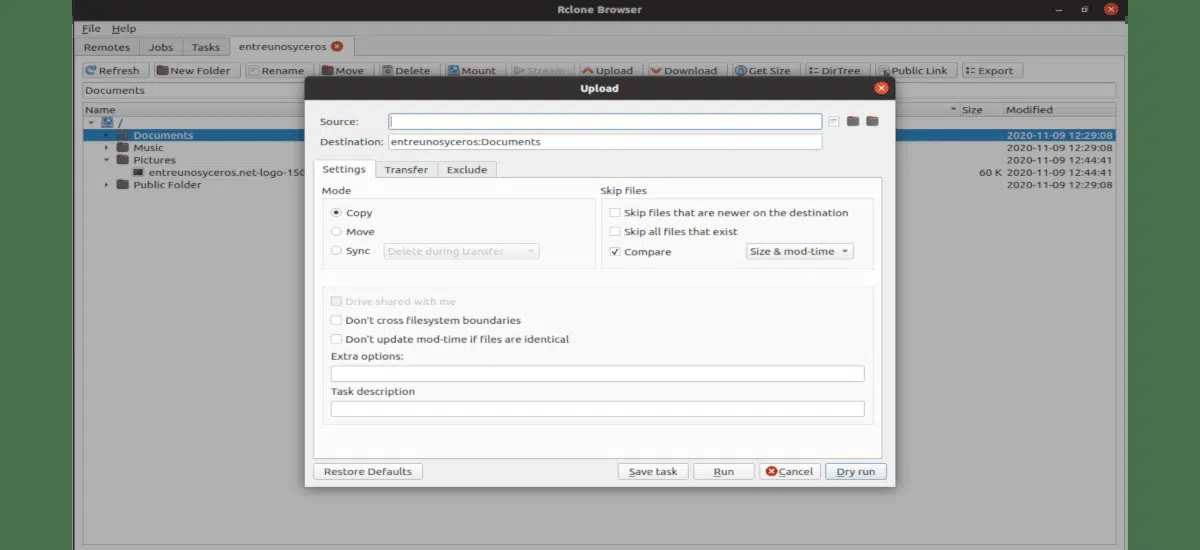 Rclone Browser
File Help
Remotes Jobs Tasks entreunosyceros
Refresh New Folder Rename Move Delete Mount Stream Upload Download Get Size DirTree Public Link Export
Documents
Upload
Name Size Modified
/
Source:
Documents 2020-11-09 12:29:08
Destination: entreunosyceros:Documents
Music 2020-11-09 12:29:08
Pictures 2020-11-09 12:44:41
entreunosyceros.net-logo-150 60 K 2020-11-09 12:44:41
Public Folder 2020-11-09 12:29:08
Settings Transfer Exclude
Mode Skip files
Copy Skip files that are newer on the destination
Move Skip all files that exist
Sync Delete during transfer Compare Size & mod-time
Drive shared with me
Don't cross filesystem boundaries
Don't update mod-time if files are identical
Extra options:
Task description
Restore Defaults Save task Run Cancel Dry run